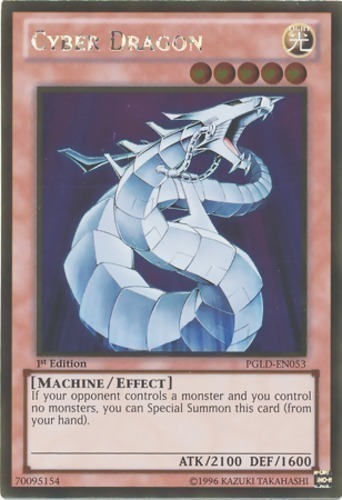 CYBER DRAGON
LIGHT
光
1st Edition
PGLD-EN053
[MACHINE / EFFECT]
If your opponent controls a monster and you control
no monsters, you can Special Summon this card (from
your hand).
ATK/2100 DEF/1600
70095154
©1996 KAZUKI TAKAHASHI